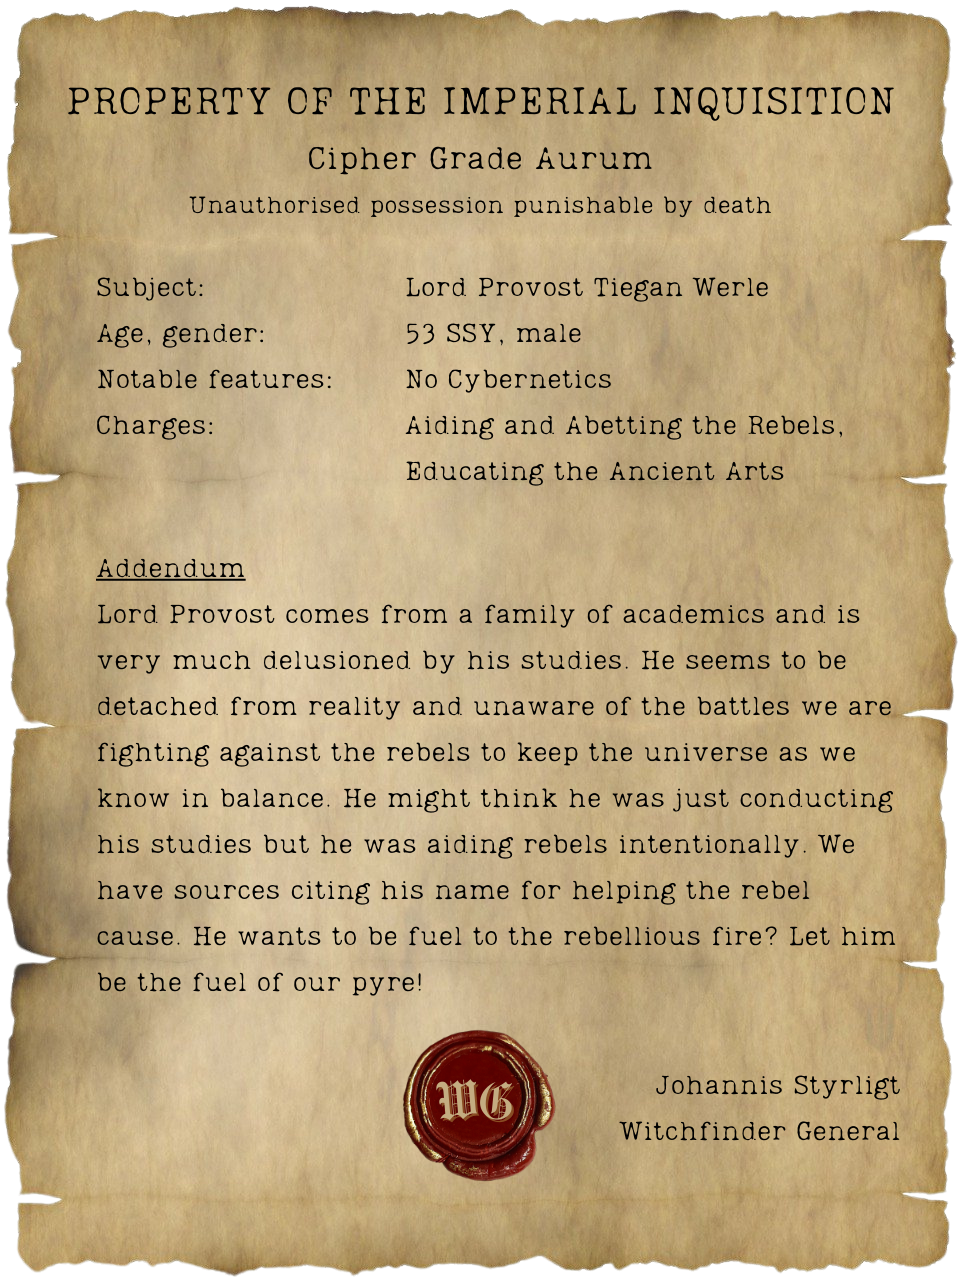 PROPERTY OF THE IMPERIAL INQUISITION
Cipher Grade Aurum
Unauthorised possession punishable by death
Subject: Lord Provost Tiegan Werle
Age, gender: 53 SSY, male
Notable features: No Cybernetics
Charges: Aiding and Abetting the Rebels,
Educating the Ancient Arts
Addendum
Lord Provost comes from a family of academics and is
very much delusioned by his studies. He seems to be
detached from reality and unaware of the battles we are
fighting against the rebels to keep the universe as we
know in balance. He might think he was just conducting
his studies but he was aiding rebels intentionally. We
have sources citing his name for helping the rebel
cause. He wants to be fuel to the rebellious fire? Let him
be the fuel of our pyre!
WG
Johannis Styrligt
Witchfinder General